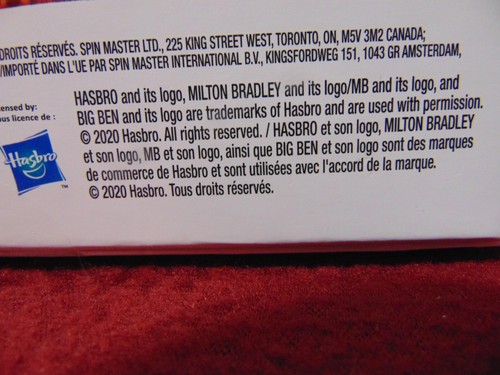 DROITS RÉSERVÉS. SPIN MASTER LTD., 225 KING STREET WEST, TORONTO, ON, M5V 3M2 CANADA;
/IMPORTÉ DANS L'UE PAR SPIN MASTER INTERNATIONAL B.V., KINGSFORDWEG 151, 1043 GR AMSTERDAM,
ensed by:
ous licence de :
Hasbro
TM
HASBRO and its logo, MILTON BRADLEY and its logo/MB and its logo, and
BIG BEN and its logo are trademarks of Hasbro and are used with permission.
© 2020 Hasbro. All rights reserved. / HASBRO et son logo, MILTON BRADLEY
et son logo, MB et son logo, ainsi que BIG BEN et son logo sont des marques
de commerce de Hasbro et sont utilisées avec l'accord de la marque.
© 2020 Hasbro. Tous droits réservés.